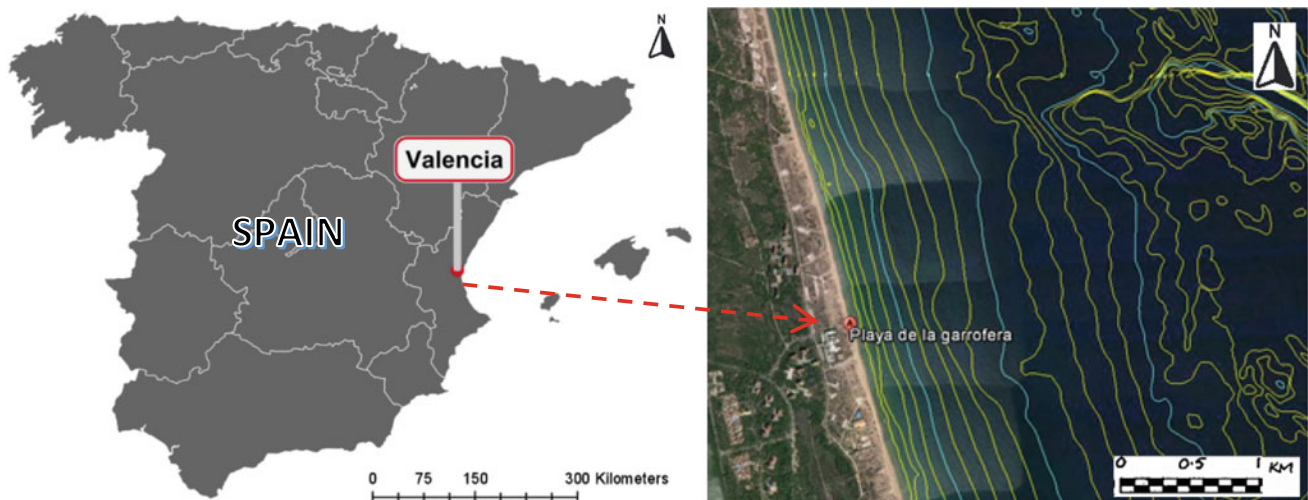 N
Valencia
SPAIN
0 75 150 300 Kilometers
N
Playa de la garrofera
0 0.5 1 KM